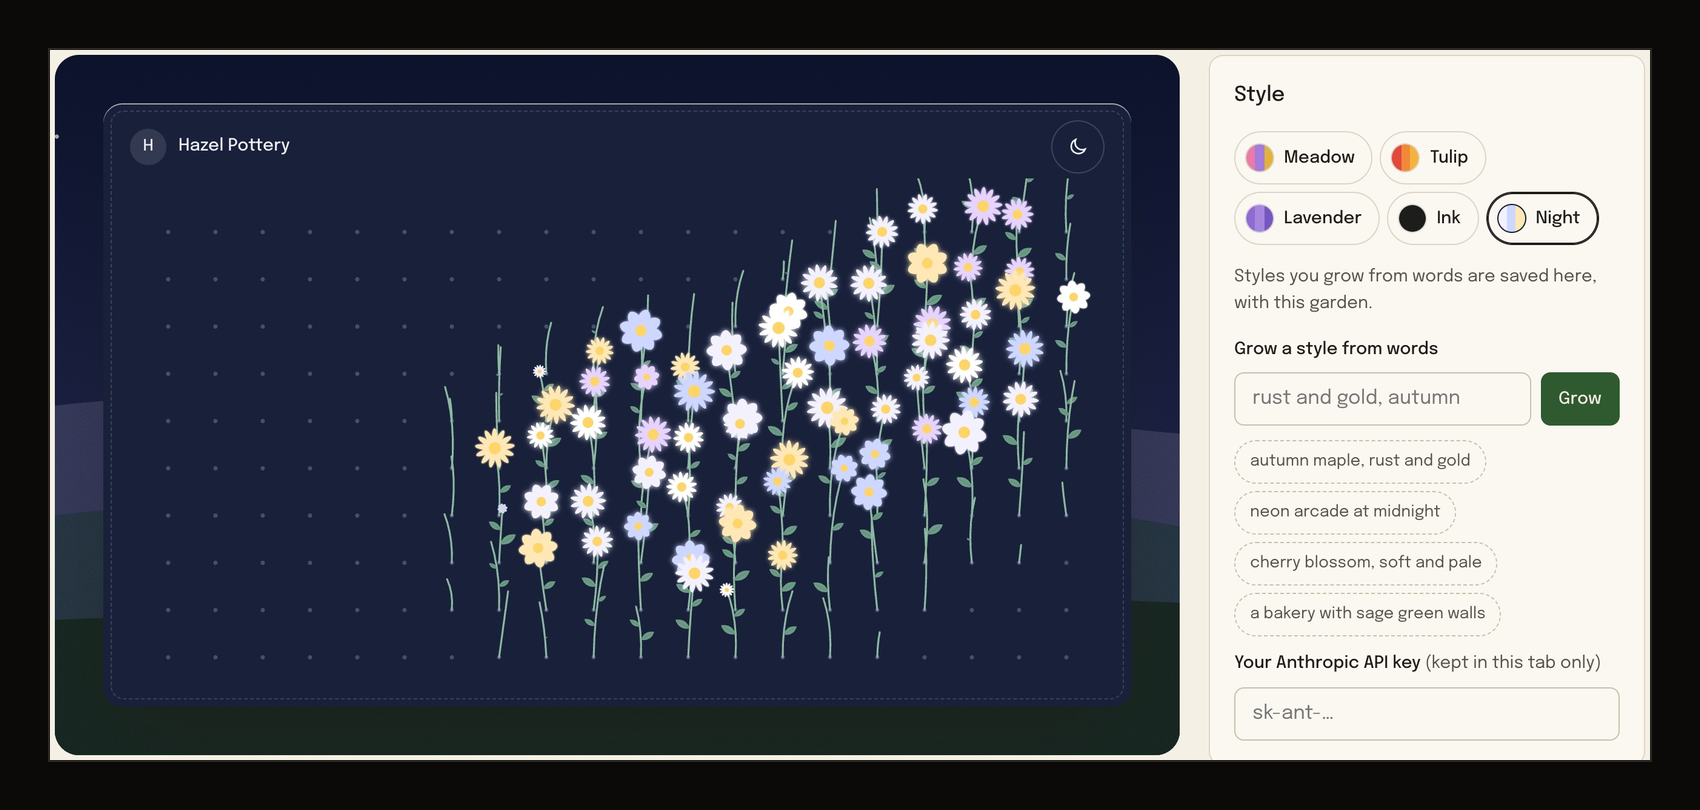 H Hazel Pottery
Style
Meadow Tulip
Lavender Ink Night
Styles you grow from words are saved here,
with this garden.
Grow a style from words
rust and gold, autumn Grow
autumn maple, rust and gold
neon arcade at midnight
cherry blossom, soft and pale
a bakery with sage green walls
Your Anthropic API key (kept in this tab only)
sk-ant-...